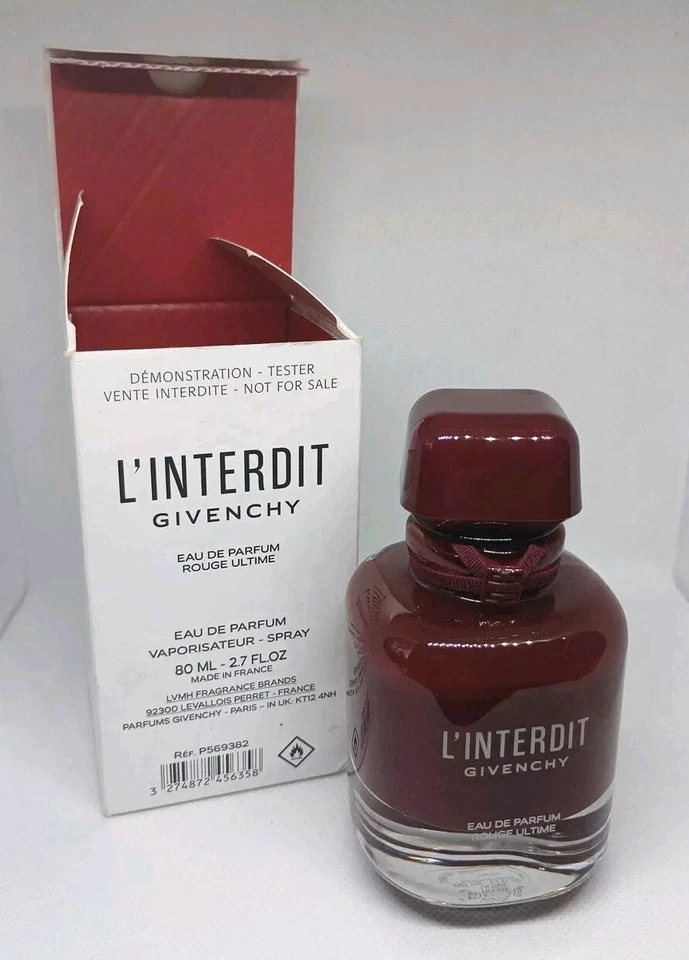 DÉMONSTRATION - TESTER
VENTE INTERDITE - NOT FOR SALE
L'INTERDIT
GIVENCHY
EAU DE PARFUM
ROUGE ULTIME
EAU DE PARFUM
VAPORISATEUR - SPRAY
80 ML - 2.7 FL.OZ
MADE IN FRANCE
LVMH FRAGRANCE BRANDS
92300 LEVALLOIS PERRET - FRANCE
PARFUMS GIVENCHY - PARIS - IN UK: KT12 4NH
RÉF. P569382
3 274872 456358
L'INTERDIT
GIVENCHY
EAU DE PARFUM
ROUGE ULTIME